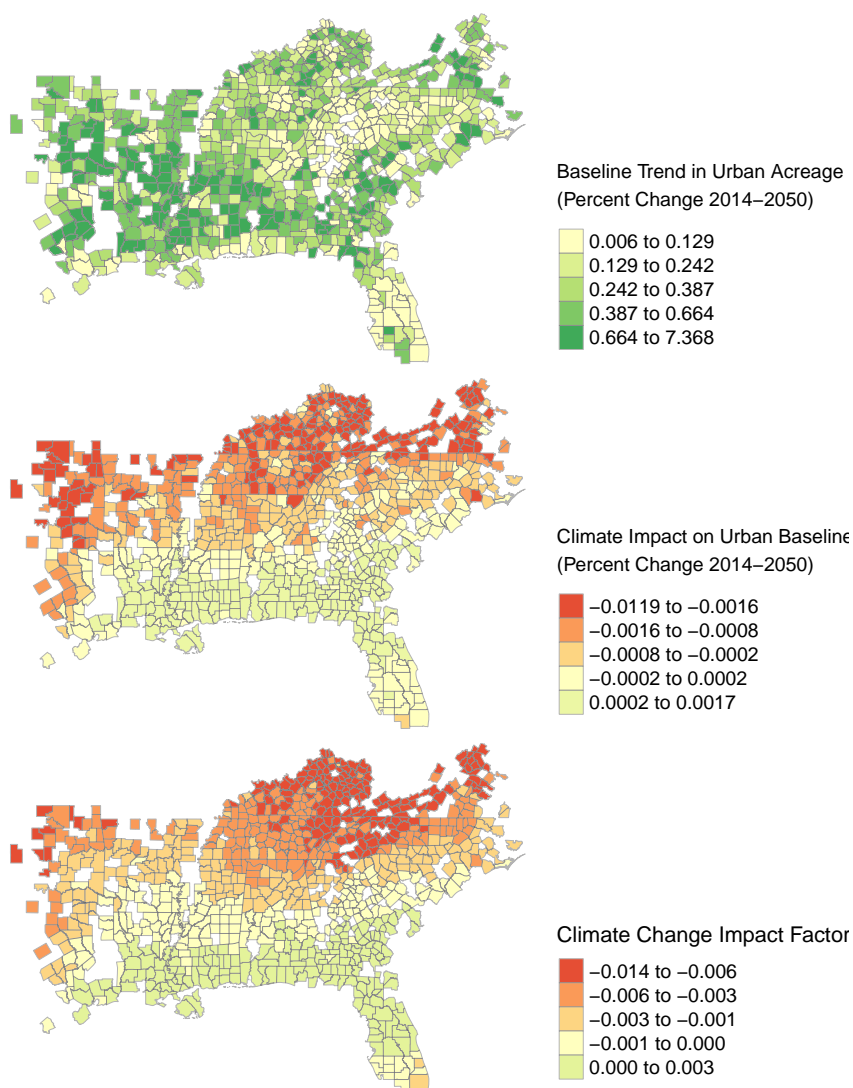 Baseline Trend in Urban Acreage
(Percent Change 2014−2050)
0.006 to 0.129
0.129 to 0.242
0.242 to 0.387
0.387 to 0.664
0.664 to 7.368
Climate Impact on Urban Baseline
(Percent Change 2014−2050)
−0.0119 to −0.0016
−0.0016 to −0.0008
−0.0008 to −0.0002
−0.0002 to 0.0002
0.0002 to 0.0017
Climate Change Impact Factor
−0.014 to −0.006
−0.006 to −0.003
−0.003 to −0.001
−0.001 to 0.000
0.000 to 0.003